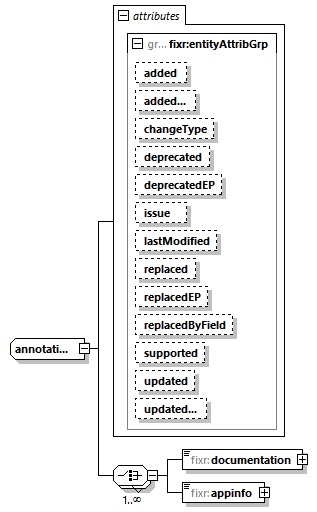 attributes
gr... fixr:entityAttribGrp
added
added...
changeType
deprecated
deprecatedEP
issue
lastModified
replaced
replacedEP
replacedByField
supported
updated
updated...
annotati...
fixr:documentation
1..∞
fixr:appinfo